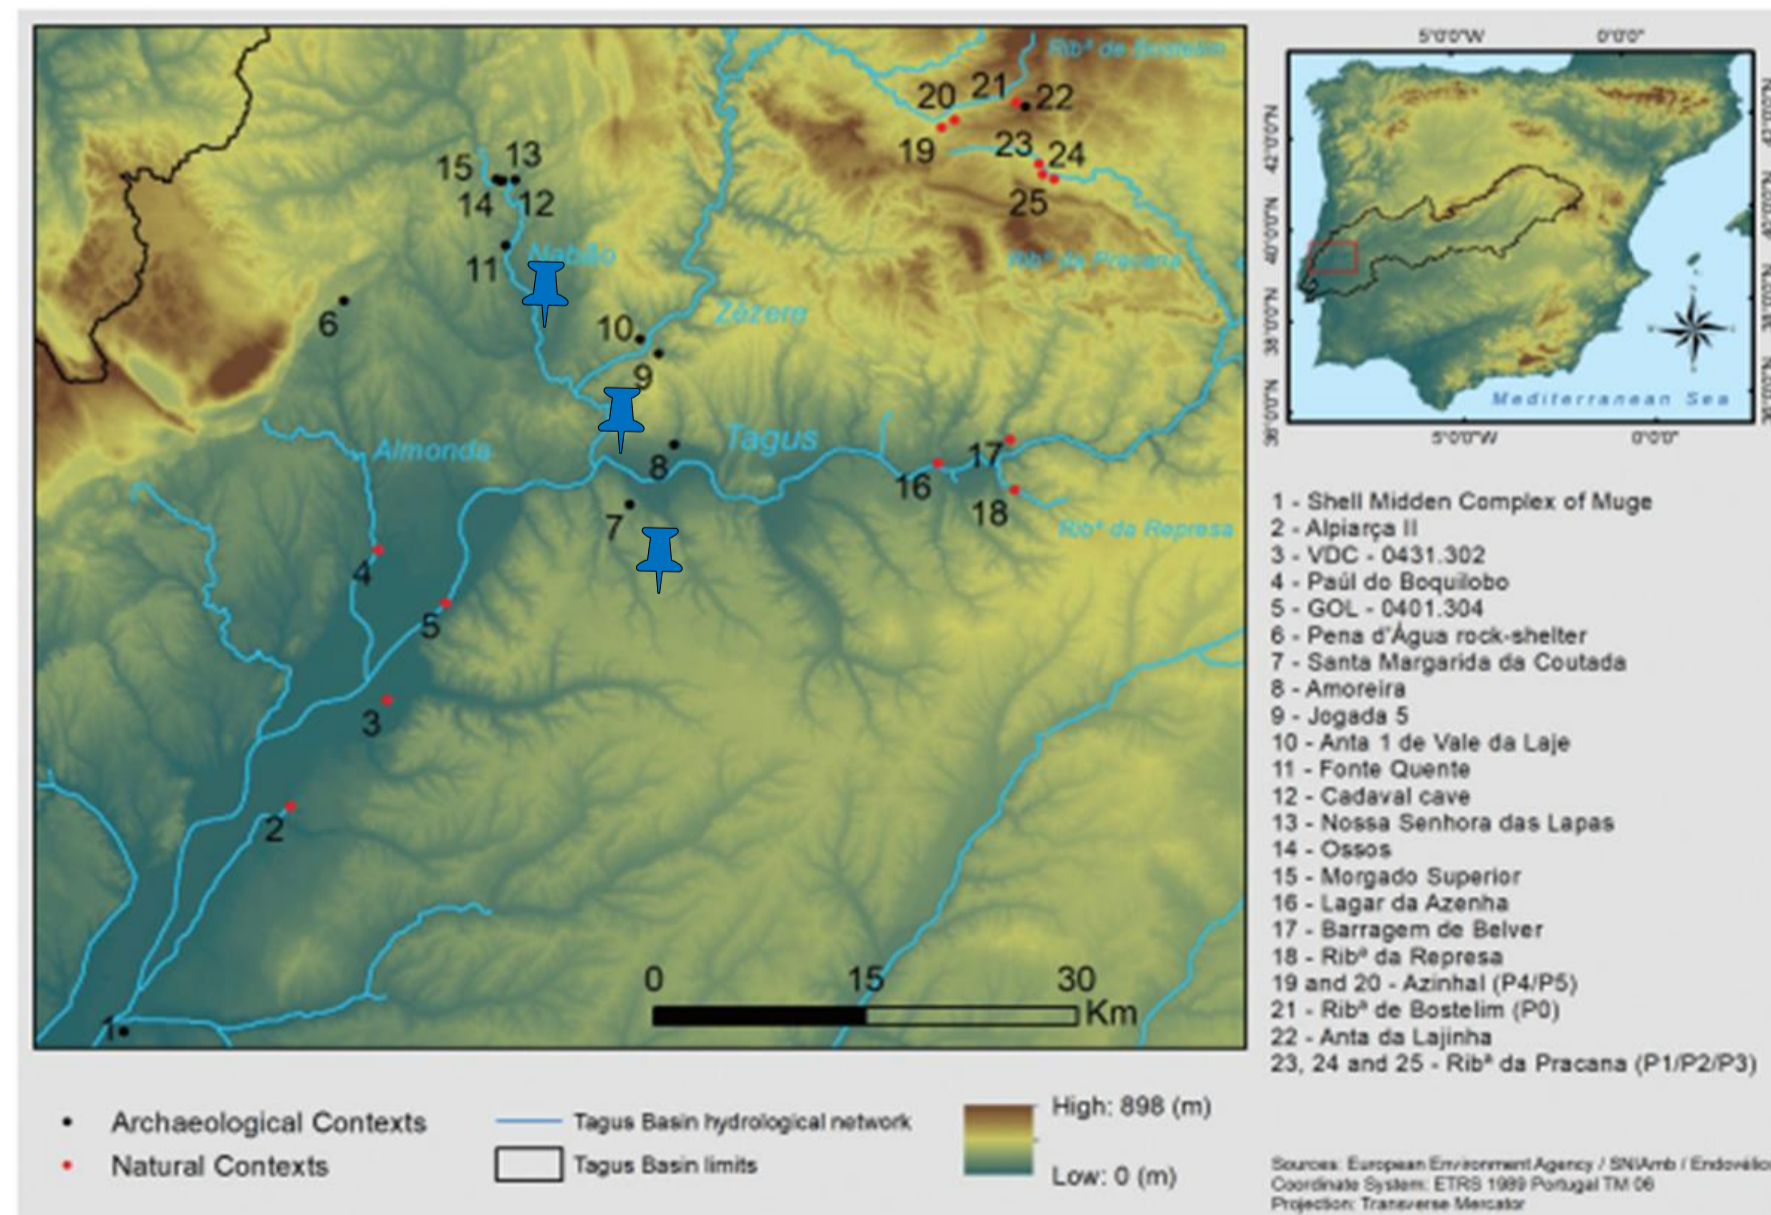 Ribª de Bostelim
20
21
22
19
23
24
25
15
13
14
12
Nabão
11
Ribª da Pracana
6
10
Zêzere
9
Almonda
Tagus
8
17
16
7
18
Ribª da Represa
4
5
3
2
1
0 15 30
Km
5°0'0"W 0°0'0"
Mediterranean Sea
5°0'0"W 0°0'0"
1 - Shell Midden Complex of Muge
2 - Alpiarça II
3 - VDC - 0431.302
4 - Paúl do Boquilobo
5 - GOL - 0401.304
6 - Pena d'Água rock-shelter
7 - Santa Margarida da Coutada
8 - Amoreira
9 - Jogada 5
10 - Anta 1 de Vale da Laje
11 - Fonte Quente
12 - Cadaval cave
13 - Nossa Senhora das Lapas
14 - Ossos
15 - Morgado Superior
16 - Lagar da Azenha
17 - Barragem de Belver
18 - Ribª da Represa
19 and 20 - Azinhal (P4/P5)
21 - Ribª de Bostelim (P0)
22 - Anta da Lajinha
23, 24 and 25 - Ribª da Pracana (P1/P2/P3)
Archaeological Contexts
Natural Contexts
Tagus Basin hydrological network
Tagus Basin limits
High: 898 (m)
Low: 0 (m)
Sources: European Environment Agency / SNIAmb / Endovélico
Coordinate System: ETRS 1989 Portugal TM 06
Projection: Transverse Mercator